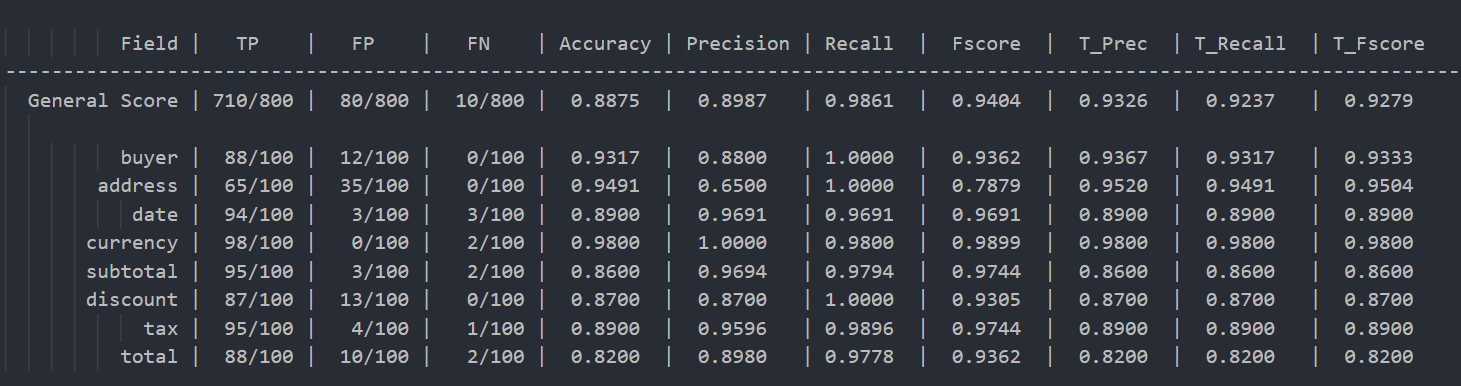 Field | TP | FP | FN | Accuracy | Precision | Recall | Fscore | T_Prec | T_Recall | T_Fscore
--------------------------------------------------------------------------------------------------------------------------------
General Score | 710/800 | 80/800 | 10/800 | 0.8875 | 0.8987 | 0.9861 | 0.9404 | 0.9326 | 0.9237 | 0.9279
buyer | 88/100 | 12/100 | 0/100 | 0.9317 | 0.8800 | 1.0000 | 0.9362 | 0.9367 | 0.9317 | 0.9333
address | 65/100 | 35/100 | 0/100 | 0.9491 | 0.6500 | 1.0000 | 0.7879 | 0.9520 | 0.9491 | 0.9504
date | 94/100 | 3/100 | 3/100 | 0.8900 | 0.9691 | 0.9691 | 0.9691 | 0.8900 | 0.8900 | 0.8900
currency | 98/100 | 0/100 | 2/100 | 0.9800 | 1.0000 | 0.9800 | 0.9899 | 0.9800 | 0.9800 | 0.9800
subtotal | 95/100 | 3/100 | 2/100 | 0.8600 | 0.9694 | 0.9794 | 0.9744 | 0.8600 | 0.8600 | 0.8600
discount | 87/100 | 13/100 | 0/100 | 0.8700 | 0.8700 | 1.0000 | 0.9305 | 0.8700 | 0.8700 | 0.8700
tax | 95/100 | 4/100 | 1/100 | 0.8900 | 0.9596 | 0.9896 | 0.9744 | 0.8900 | 0.8900 | 0.8900
total | 88/100 | 10/100 | 2/100 | 0.8200 | 0.8980 | 0.9778 | 0.9362 | 0.8200 | 0.8200 | 0.8200